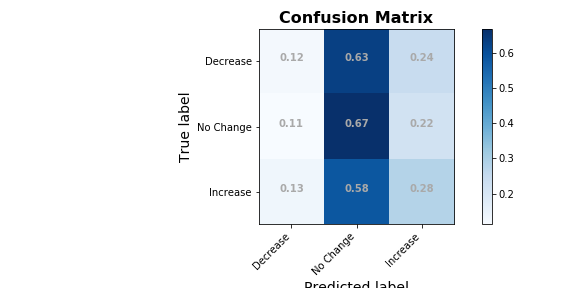 Confusion Matrix
Decrease 0.12 0.63 0.24
No Change 0.11 0.67 0.22
Increase 0.13 0.58 0.28
True label
Decrease No Change Increase
Predicted label
0.6
0.5
0.4
0.3
0.2